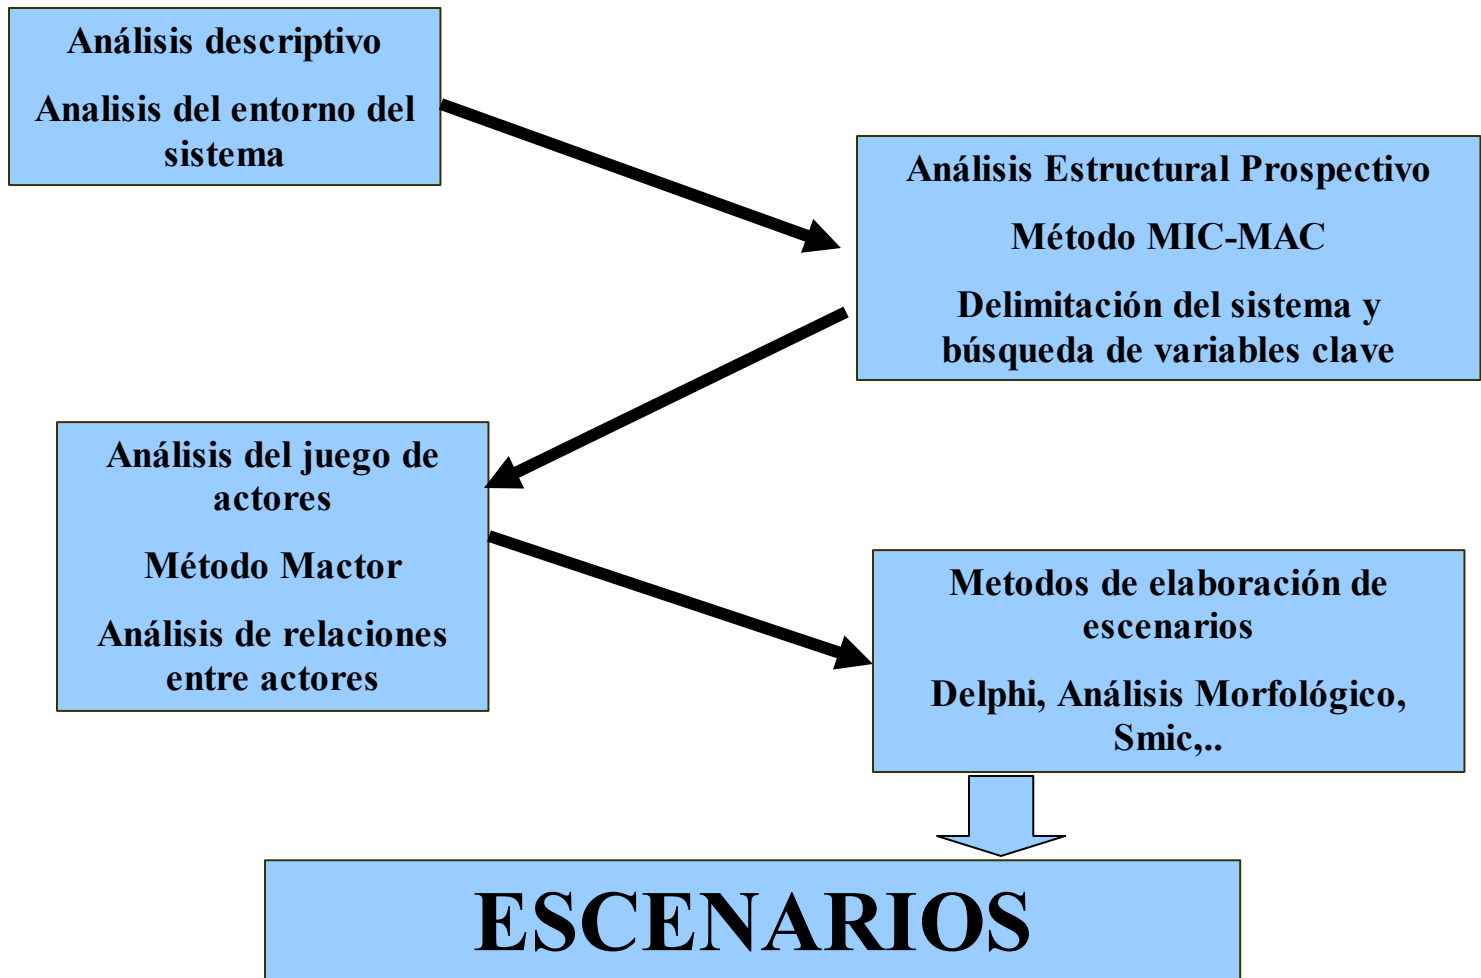 Análisis descriptivo
Analisis del entorno del
sistema
Análisis Estructural Prospectivo
Método MIC-MAC
Delimitación del sistema y
búsqueda de variables clave
Análisis del juego de
actores
Método Mactor
Análisis de relaciones
entre actores
Metodos de elaboración de
escenarios
Delphi, Análisis Morfológico,
Smic,..
ESCENARIOS